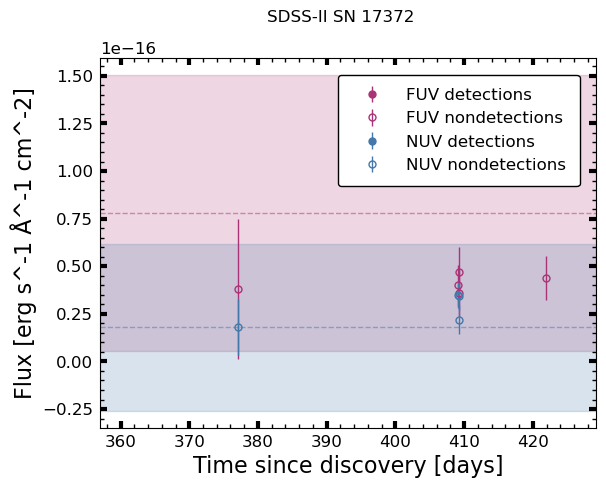 SDSS-II SN 17372
1e−16
FUV detections
FUV nondetections
NUV detections
NUV nondetections
1.50
1.25
1.00
0.75
0.50
0.25
0.00
−0.25
Flux [erg s^-1 Å^-1 cm^-2]
360 370 380 390 400 410 420
Time since discovery [days]